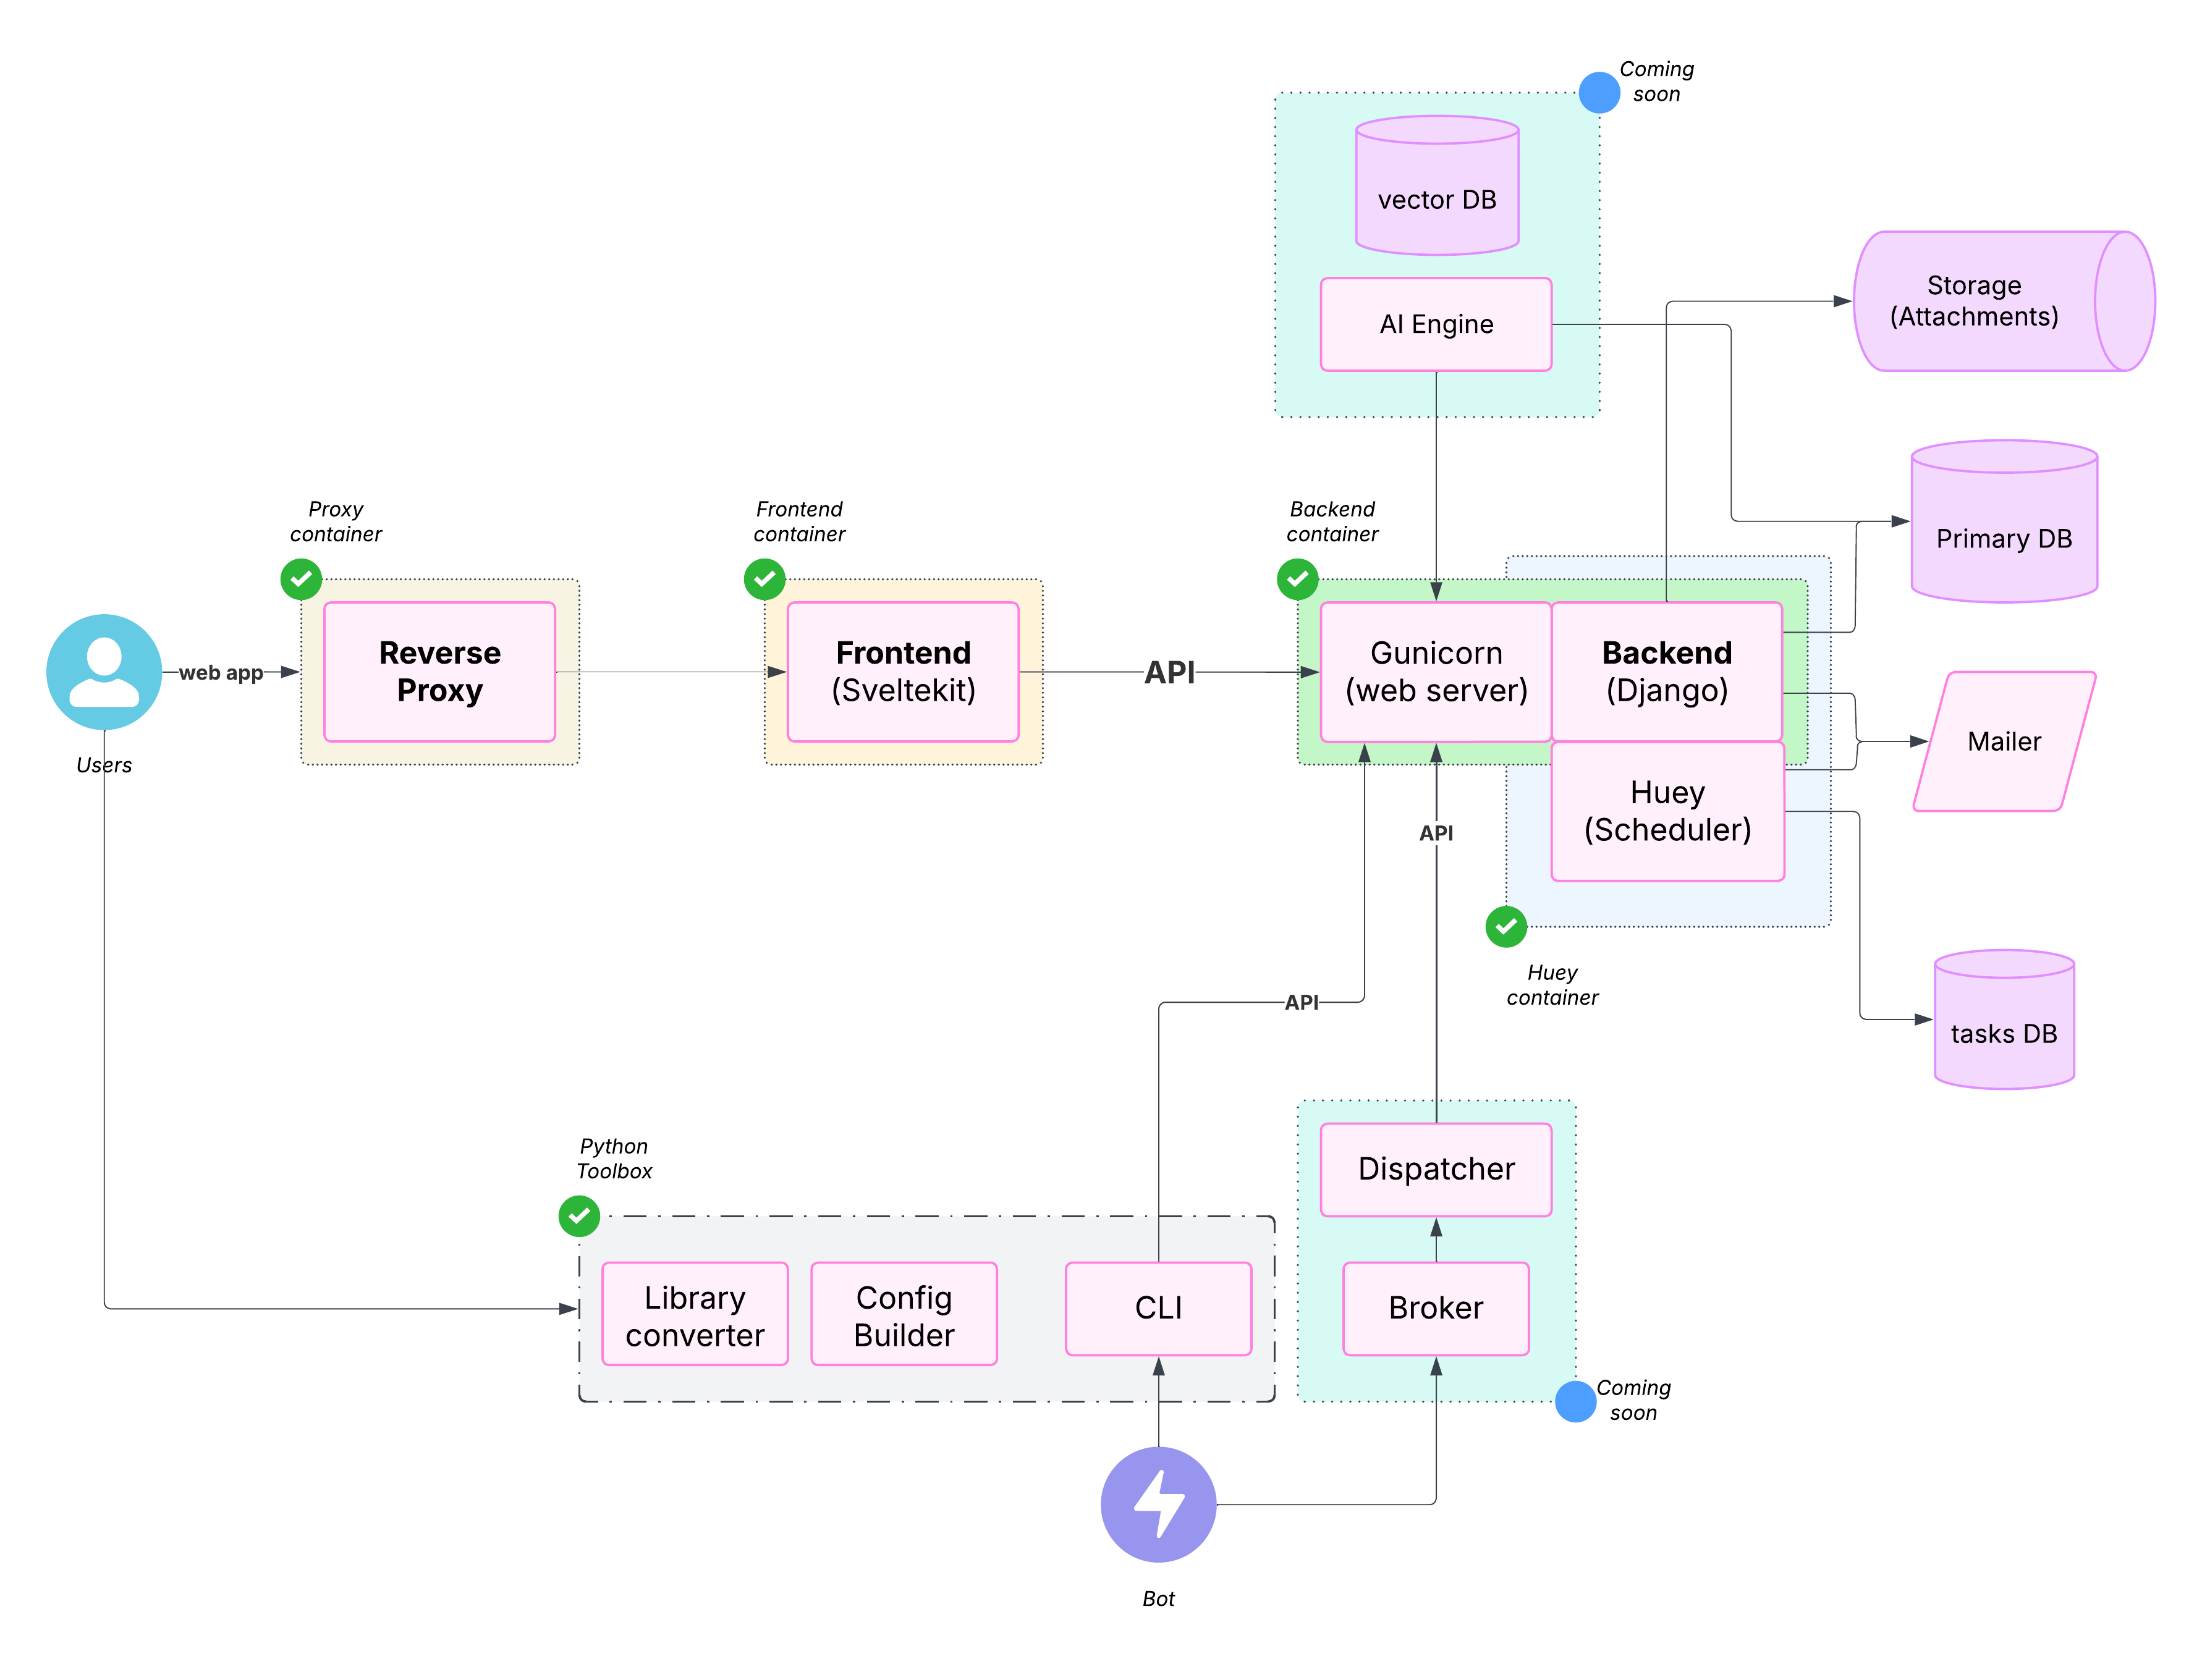 Coming
soon
vector DB
AI Engine
Storage
(Attachments)
Primary DB
Proxy
container
Frontend
container
Backend
container
web app
Reverse
Proxy
Frontend
(Sveltekit)
API
Gunicorn
(web server)
Backend
(Django)
Mailer
Users
Huey
(Scheduler)
API
Huey
container
API
tasks DB
Python
Toolbox
Dispatcher
Library
converter
Config
Builder
CLI
Broker
Coming
soon
Bot